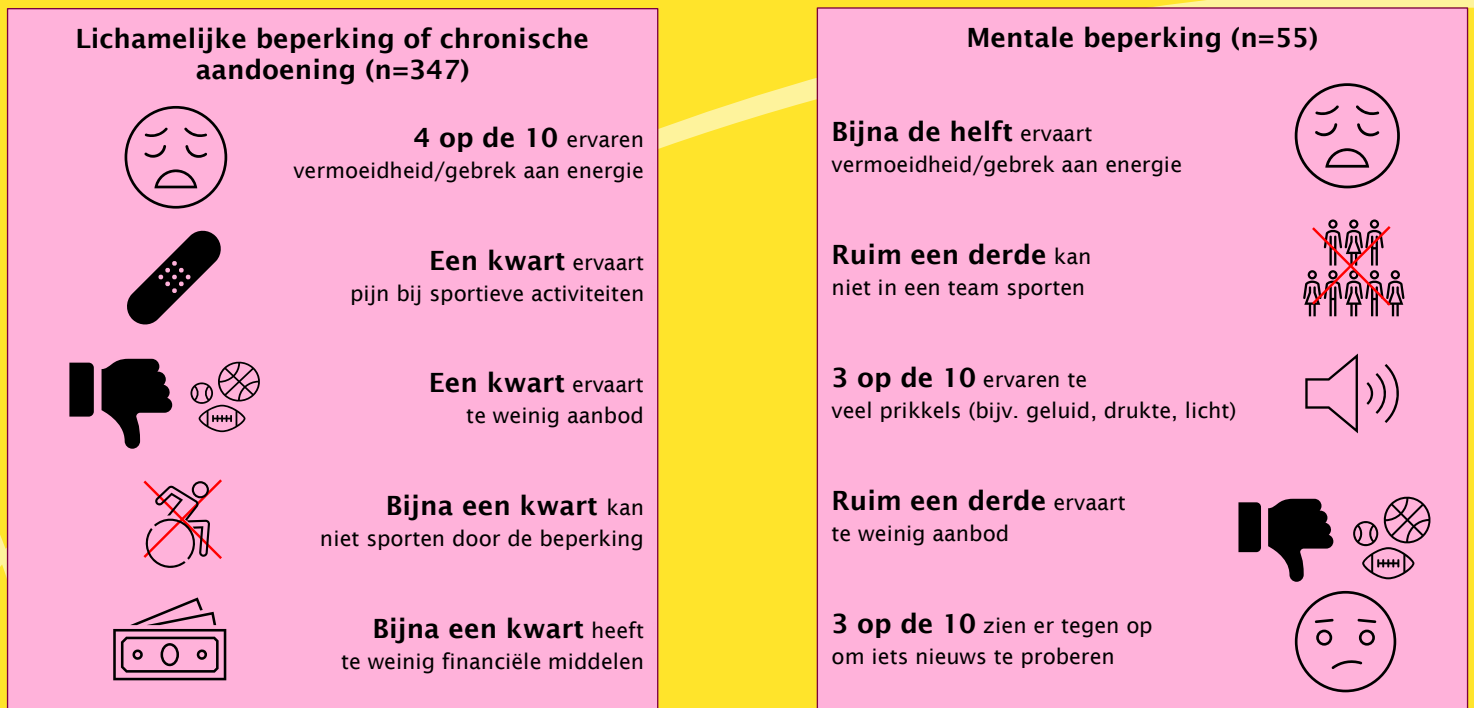 Lichamelijke beperking of chronische
aandoening (n=347)
4 op de 10 ervaren
vermoeidheid/gebrek aan energie
Een kwart ervaart
pijn bij sportieve activiteiten
Een kwart ervaart
te weinig aanbod
Bijna een kwart kan
niet sporten door de beperking
Bijna een kwart heeft
te weinig financiële middelen
Mentale beperking (n=55)
Bijna de helft ervaart
vermoeidheid/gebrek aan energie
Ruim een derde kan
niet in een team sporten
3 op de 10 ervaren te
veel prikkels (bijv. geluid, drukte, licht)
Ruim een derde ervaart
te weinig aanbod
3 op de 10 zien er tegen op
om iets nieuws te proberen